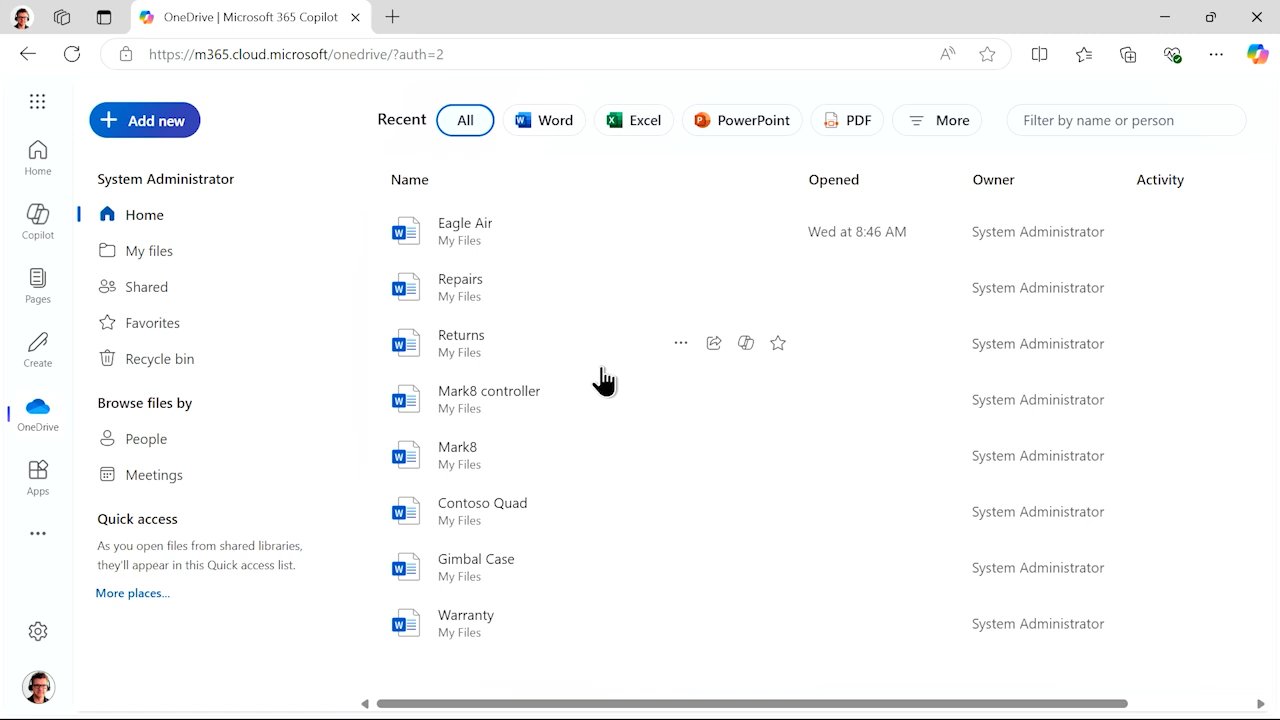 OneDrive | Microsoft 365 Copilot
https://m365.cloud.microsoft/onedrive/?auth=2
Home
Copilot
Pages
Create
OneDrive
Apps
Add new
System Administrator
Home
My files
Shared
Favorites
Recycle bin
Browse files by
People
Meetings
Quick access
As you open files from shared libraries,
they'll appear in this Quick access list.
More places...
Recent All Word Excel PowerPoint PDF More Filter by name or person
Name Opened Owner Activity
Eagle Air
My Files
Wed at 8:46 AM System Administrator
Repairs
My Files
System Administrator
Returns
My Files
System Administrator
Mark8 controller
My Files
System Administrator
Mark8
My Files
System Administrator
Contoso Quad
My Files
System Administrator
Gimbal Case
My Files
System Administrator
Warranty
My Files
System Administrator